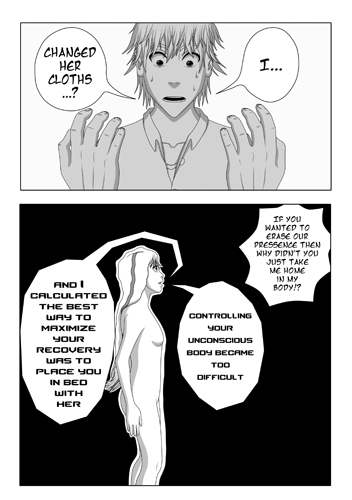 CHANGED
HER
CLOTHS
...?
I...
IF YOU
WANTED TO
ERASE OUR
PRESSENCE THEN
WHY DIDN'T YOU
JUST TAKE
ME HOME
IN MY
BODY!?
CONTROLLING
YOUR
UNCONSCIOUS
BODY BECAME
TOO
DIFFICULT
AND I
CALCULATED
THE BEST
WAY TO
MAXIMIZE
YOUR
RECOVERY
WAS TO
PLACE YOU
IN BED
WITH
HER